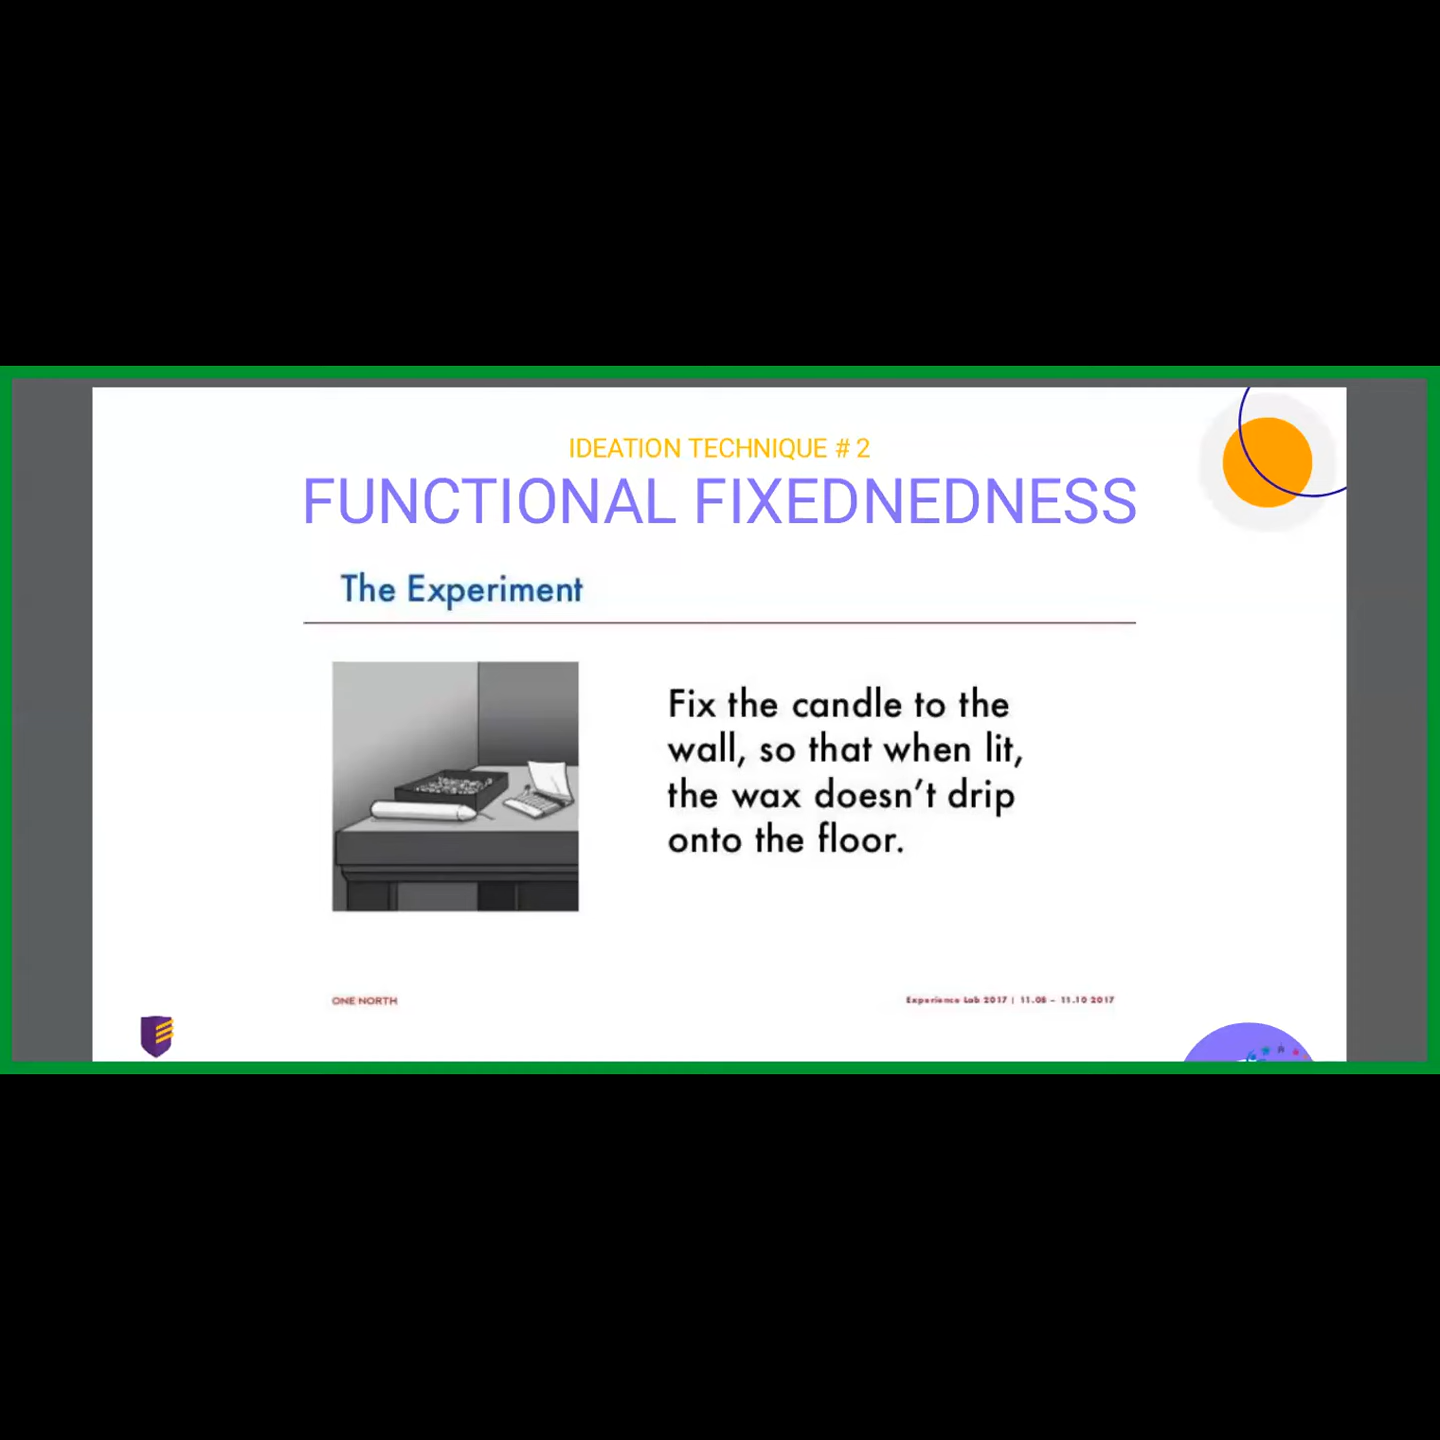 IDEATION TECHNIQUE # 2
FUNCTIONAL FIXEDNEDNESS
The Experiment
Fix the candle to the
wall, so that when lit,
the wax doesn't drip
onto the floor.
ONE NORTH
Experience Lab 2017 | 11.08 – 11.10 2017